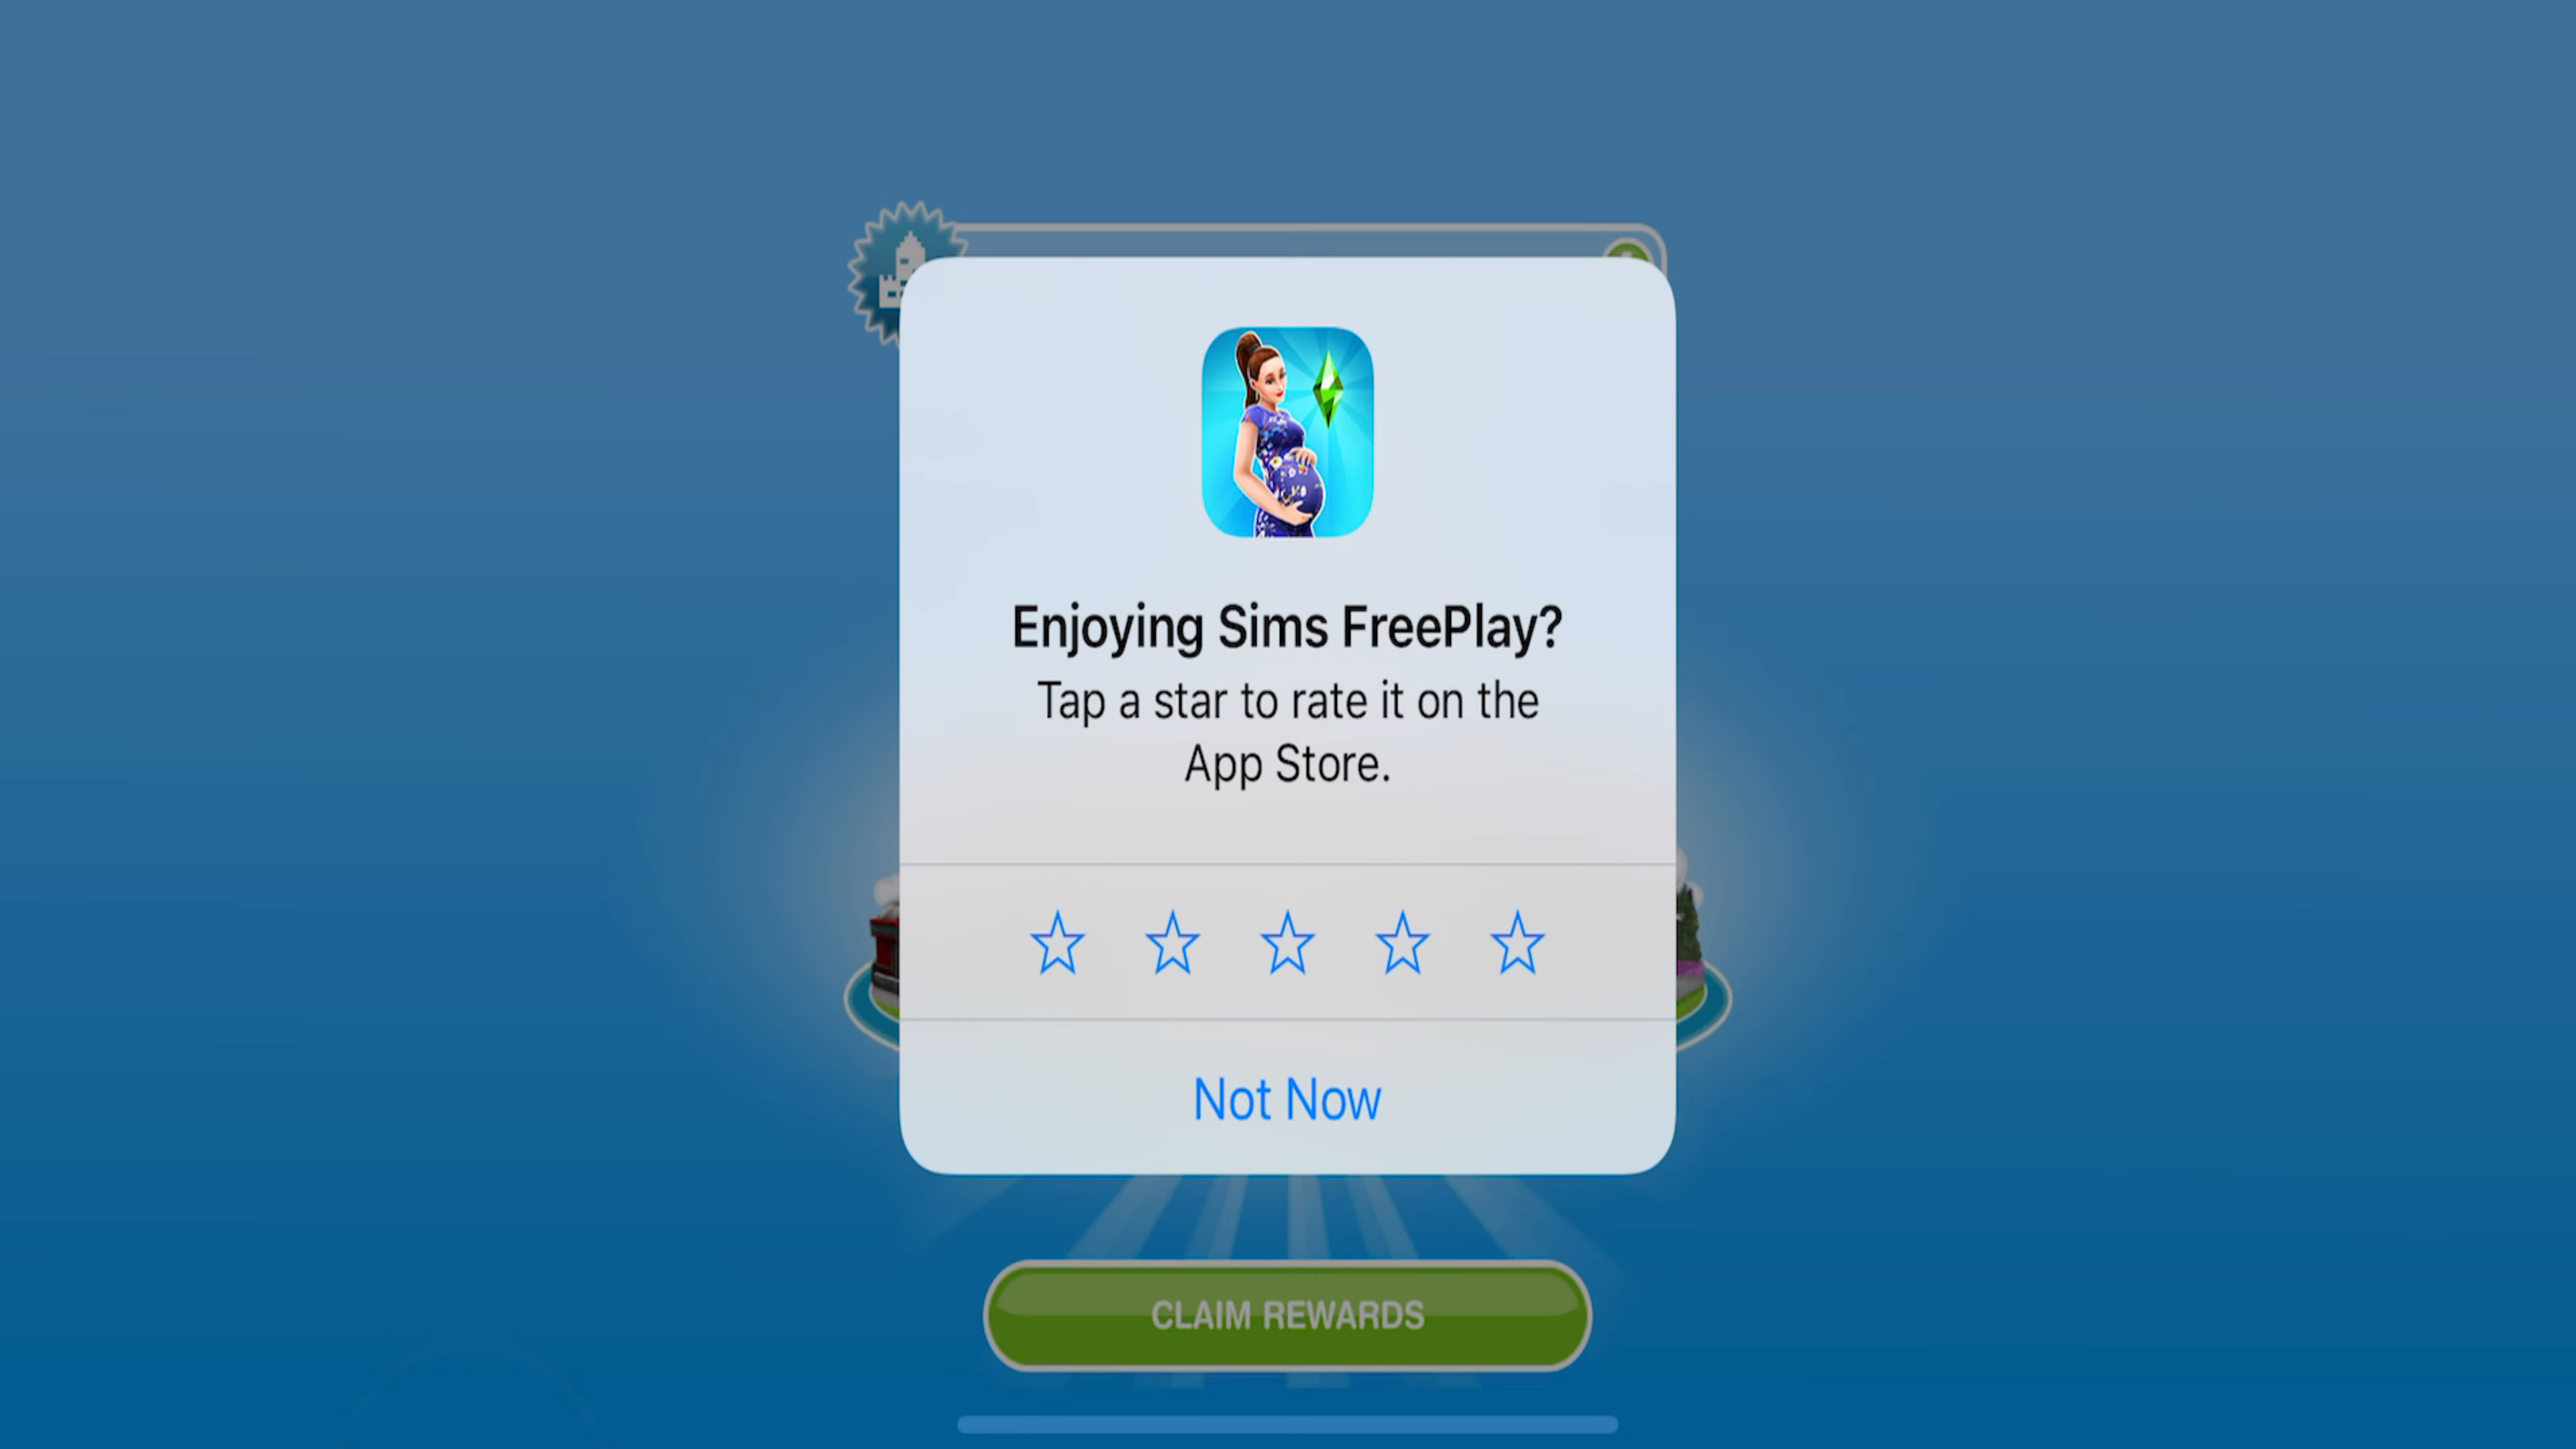 Enjoying Sims FreePlay?
Tap a star to rate it on the
App Store.
Not Now
CLAIM REWARDS